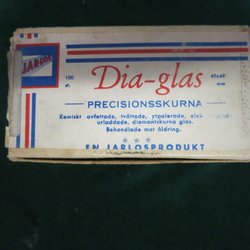 JARLOS
100 st.
Dia-glas
49x49 mm
PRECISIONSSKURNA
Kemiskt avfettade, tvättade, ytpolerade,
urladdade, diamantskurna glas.
Behandlade mot åldring.
EN JARLOSPRODUKT